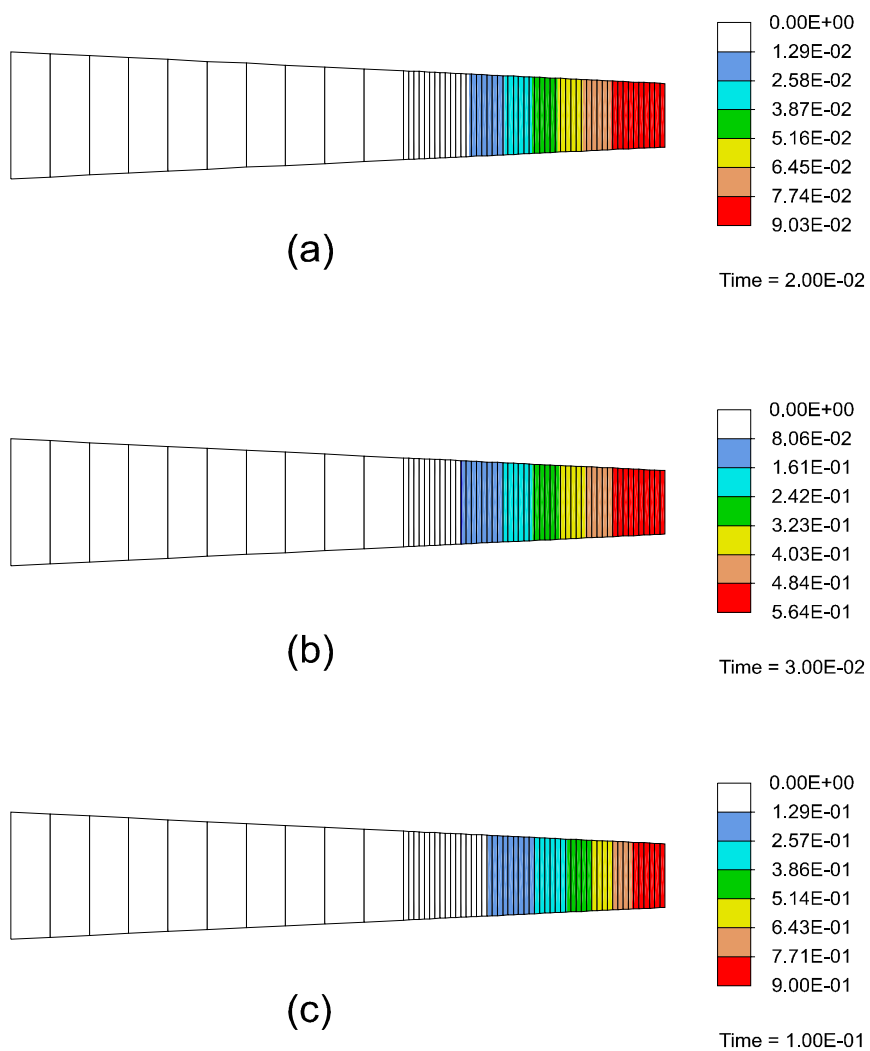 0.00E+00
1.29E-02
2.58E-02
3.87E-02
5.16E-02
6.45E-02
7.74E-02
9.03E-02
(a)
Time = 2.00E-02
0.00E+00
8.06E-02
1.61E-01
2.42E-01
3.23E-01
4.03E-01
4.84E-01
5.64E-01
(b)
Time = 3.00E-02
0.00E+00
1.29E-01
2.57E-01
3.86E-01
5.14E-01
6.43E-01
7.71E-01
9.00E-01
(c)
Time = 1.00E-01